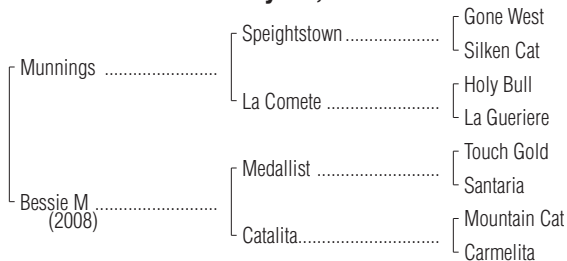 Gone West
Speightstown
Silken Cat
Munnings
Holy Bull
La Comete
La Gueriere
Touch Gold
Medallist
Santaria
Bessie M
(2008)
Mountain Cat
Catalita
Carmelita